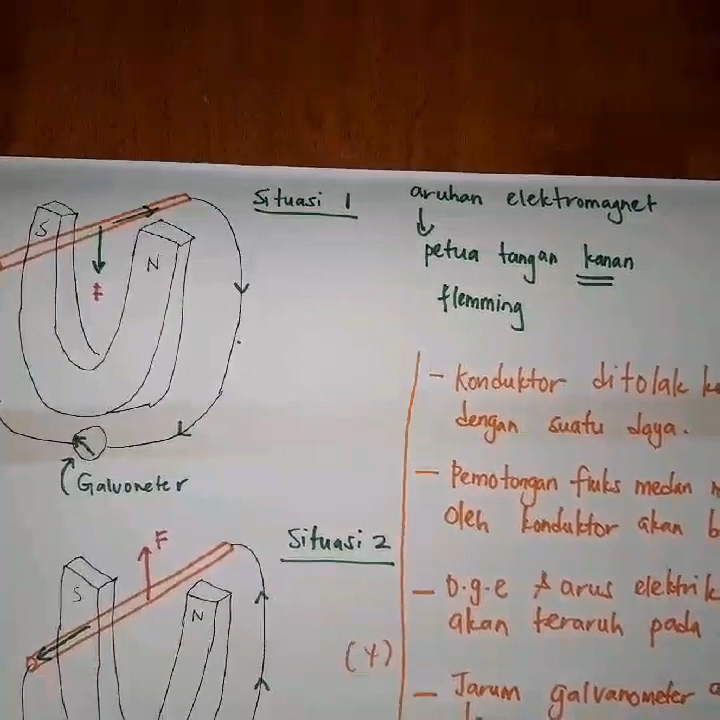 Situasi 1
S
N
F
Galvometer
aruhan elektromagnet
petua tangan kanan
flemming
- Konduktor ditolak
dengan suatu daya.
- Pemotongan fluks medan
oleh konduktor akan
- D.g.e & arus elektrik
akan teraruh pada
- Jarum galvanometer
Situasi 2
F
S
N
(Y)